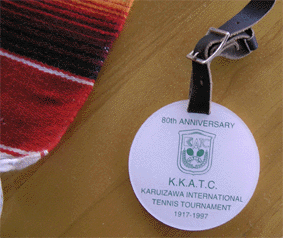 80th ANNIVERSARY
K.K.A.T.C.
KARUIZAWA INTERNATIONAL
TENNIS TOURNAMENT
1917-1997